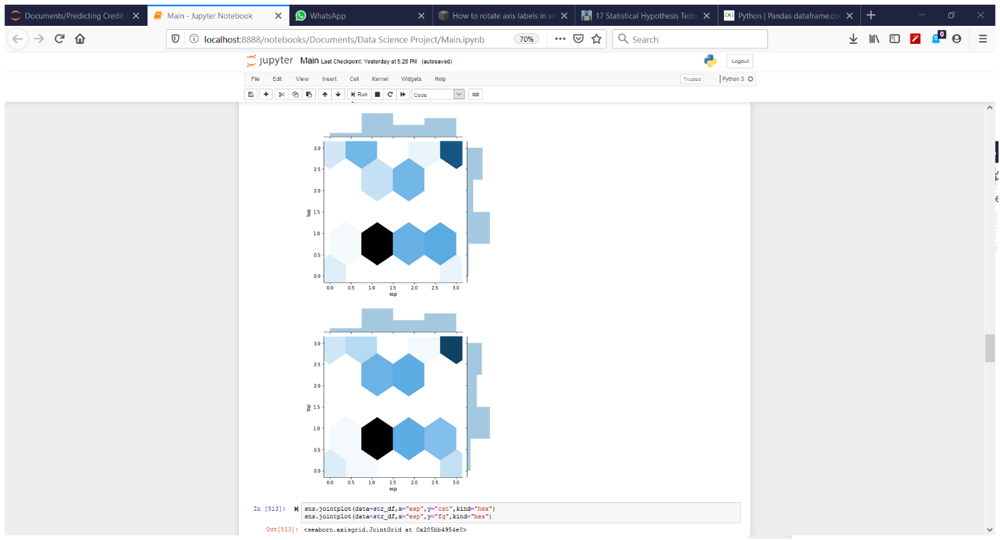 Documents/Predicting Credit
Main - Jupyter Notebook
WhatsApp
How to rotate axis labels in se
17 Statistical Hypothesis Tests
GG Python | Pandas dataframe.co
localhost:8888/notebooks/Documents/Data Science Project/Main.ipynb
70%
Search
0
jupyter Main Last Checkpoint: Yesterday at 5:28 PM (autosaved)
Logout
File Edit View Insert Cell Kernel Widgets Help
Trusted
Python 3
Run
Code
3.0
2.5
2.0
twp
1.5
1.0
0.5
0.0
0.0 0.5 1.0 1.5 2.0 2.5 3.0
esp
3.0
2.5
2.0
tnp
1.5
1.0
0.5
0.0
0.0 0.5 1.0 1.5 2.0 2.5 3.0
esp
In [513]:
sns.jointplot(data=str_df,x="esp",y="cst",kind="hex")
sns.jointplot(data=str_df,x="esp",y="fq",kind="hex")
Out[513]: <seaborn.axisgrid.JointGrid at 0x205bb4954e0>